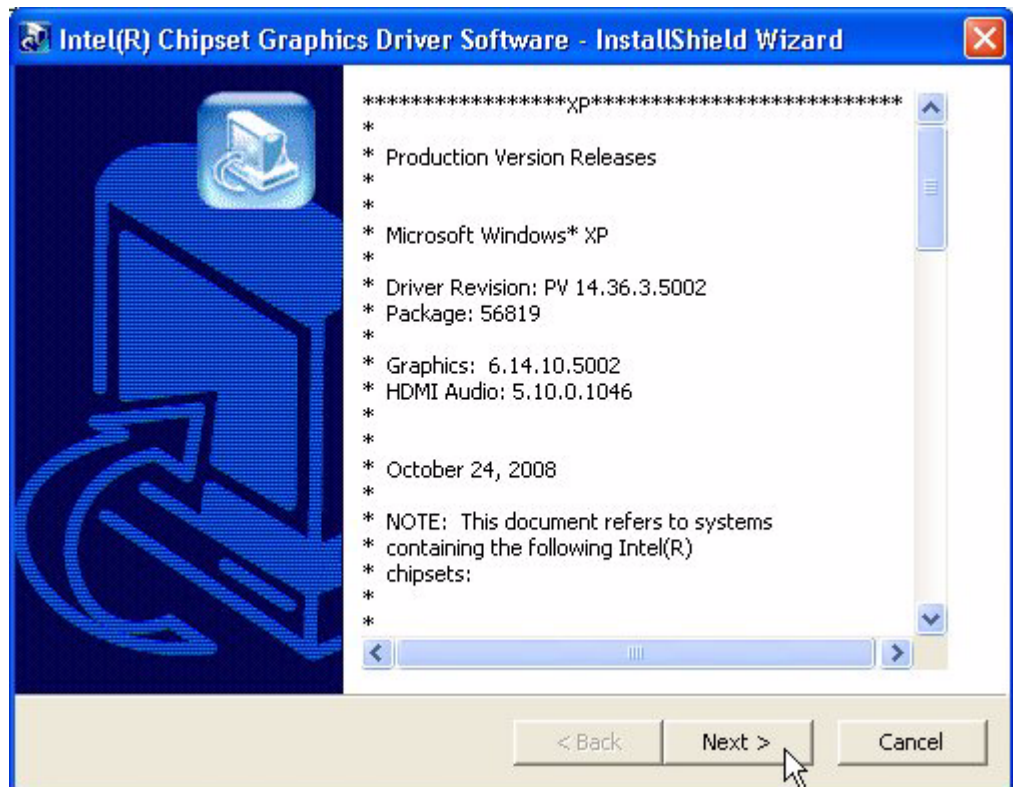 Intel(R) Chipset Graphics Driver Software - InstallShield Wizard
*****************XP**************************
*
* Production Version Releases
*
*
* Microsoft Windows* XP
*
* Driver Revision: PV 14.36.3.5002
* Package: 56819
*
* Graphics:  6.14.10.5002
* HDMI Audio: 5.10.0.1046
*
*
* October 24, 2008
*
* NOTE:  This document refers to systems
* containing the following Intel(R)
* chipsets:
*
*
< Back
Next >
Cancel